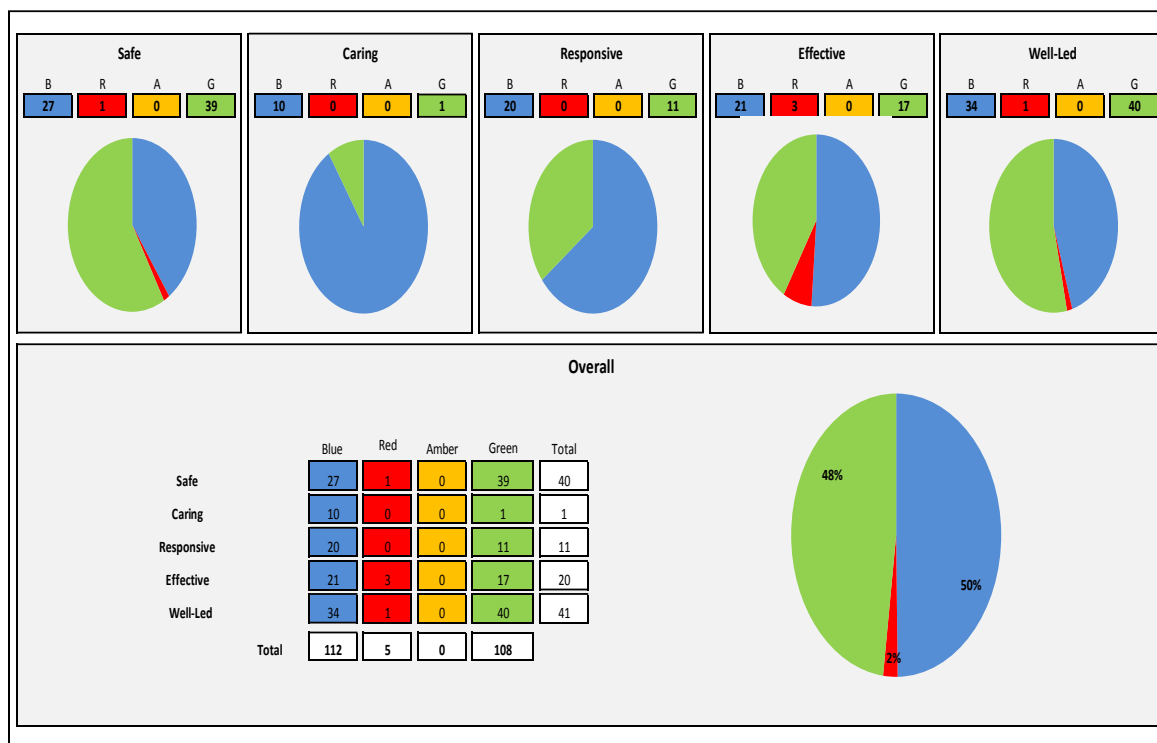 Safe Caring Responsive Effective Well-Led
B R A G B R A G B R A G B R A G B R A G
27 1 0 39 10 0 0 1 20 0 0 11 21 3 0 17 34 1 0 40
Overall
Blue Red Amber Green Total
Safe 27 1 0 39 40
Caring 10 0 0 1 1
Responsive 20 0 0 11 11
Effective 21 3 0 17 20
Well-Led 34 1 0 40 41
Total 112 5 0 108
48%
50%
2%